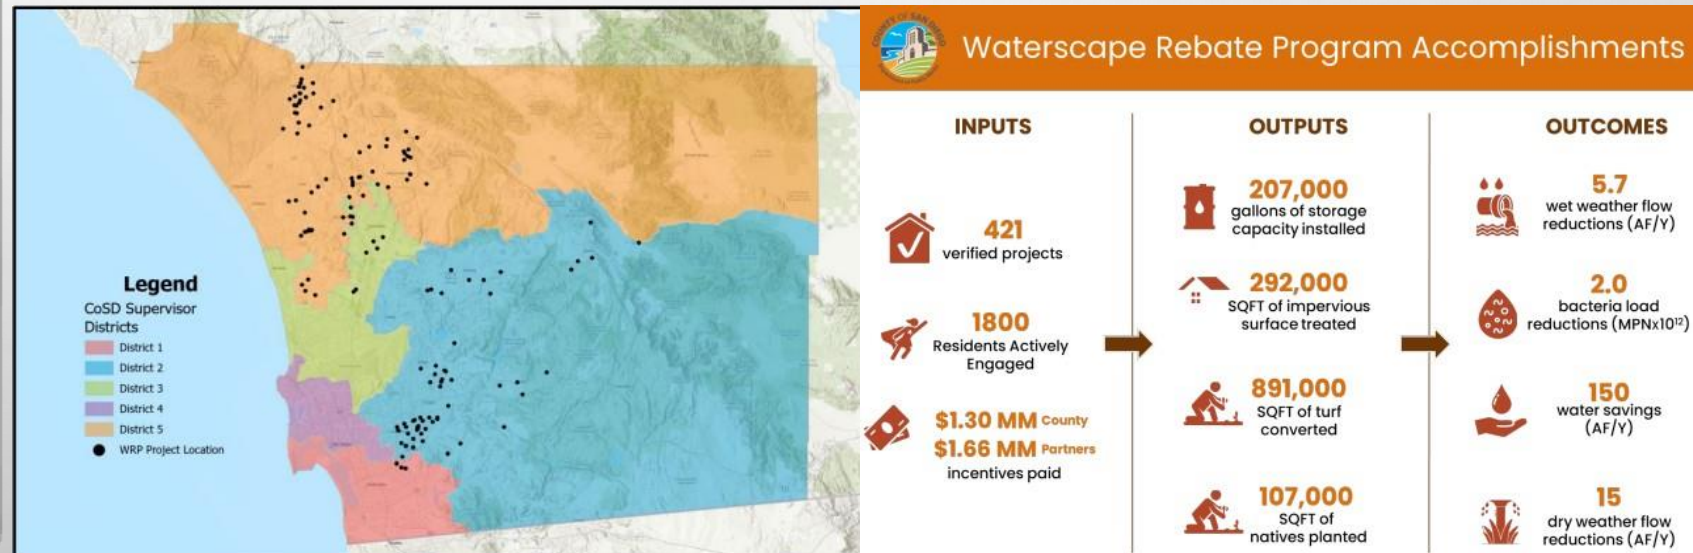 Legend
CoSD Supervisor
Districts
District 1
District 2
District 3
District 4
District 5
WRP Project Location
COUNTY OF SAN DIEGO
Waterscape Rebate Program Accomplishments
INPUTS
421
verified projects
1800
Residents Actively
Engaged
$1.30 MM County
$1.66 MM Partners
incentives paid
OUTPUTS
207,000
gallons of storage
capacity installed
292,000
SQFT of impervious
surface treated
891,000
SQFT of turf
converted
107,000
SQFT of
natives planted
OUTCOMES
5.7
wet weather flow
reductions (AF/Y)
2.0
bacteria load
reductions (MPNx10¹²)
150
water savings
(AF/Y)
15
dry weather flow
reductions (AF/Y)